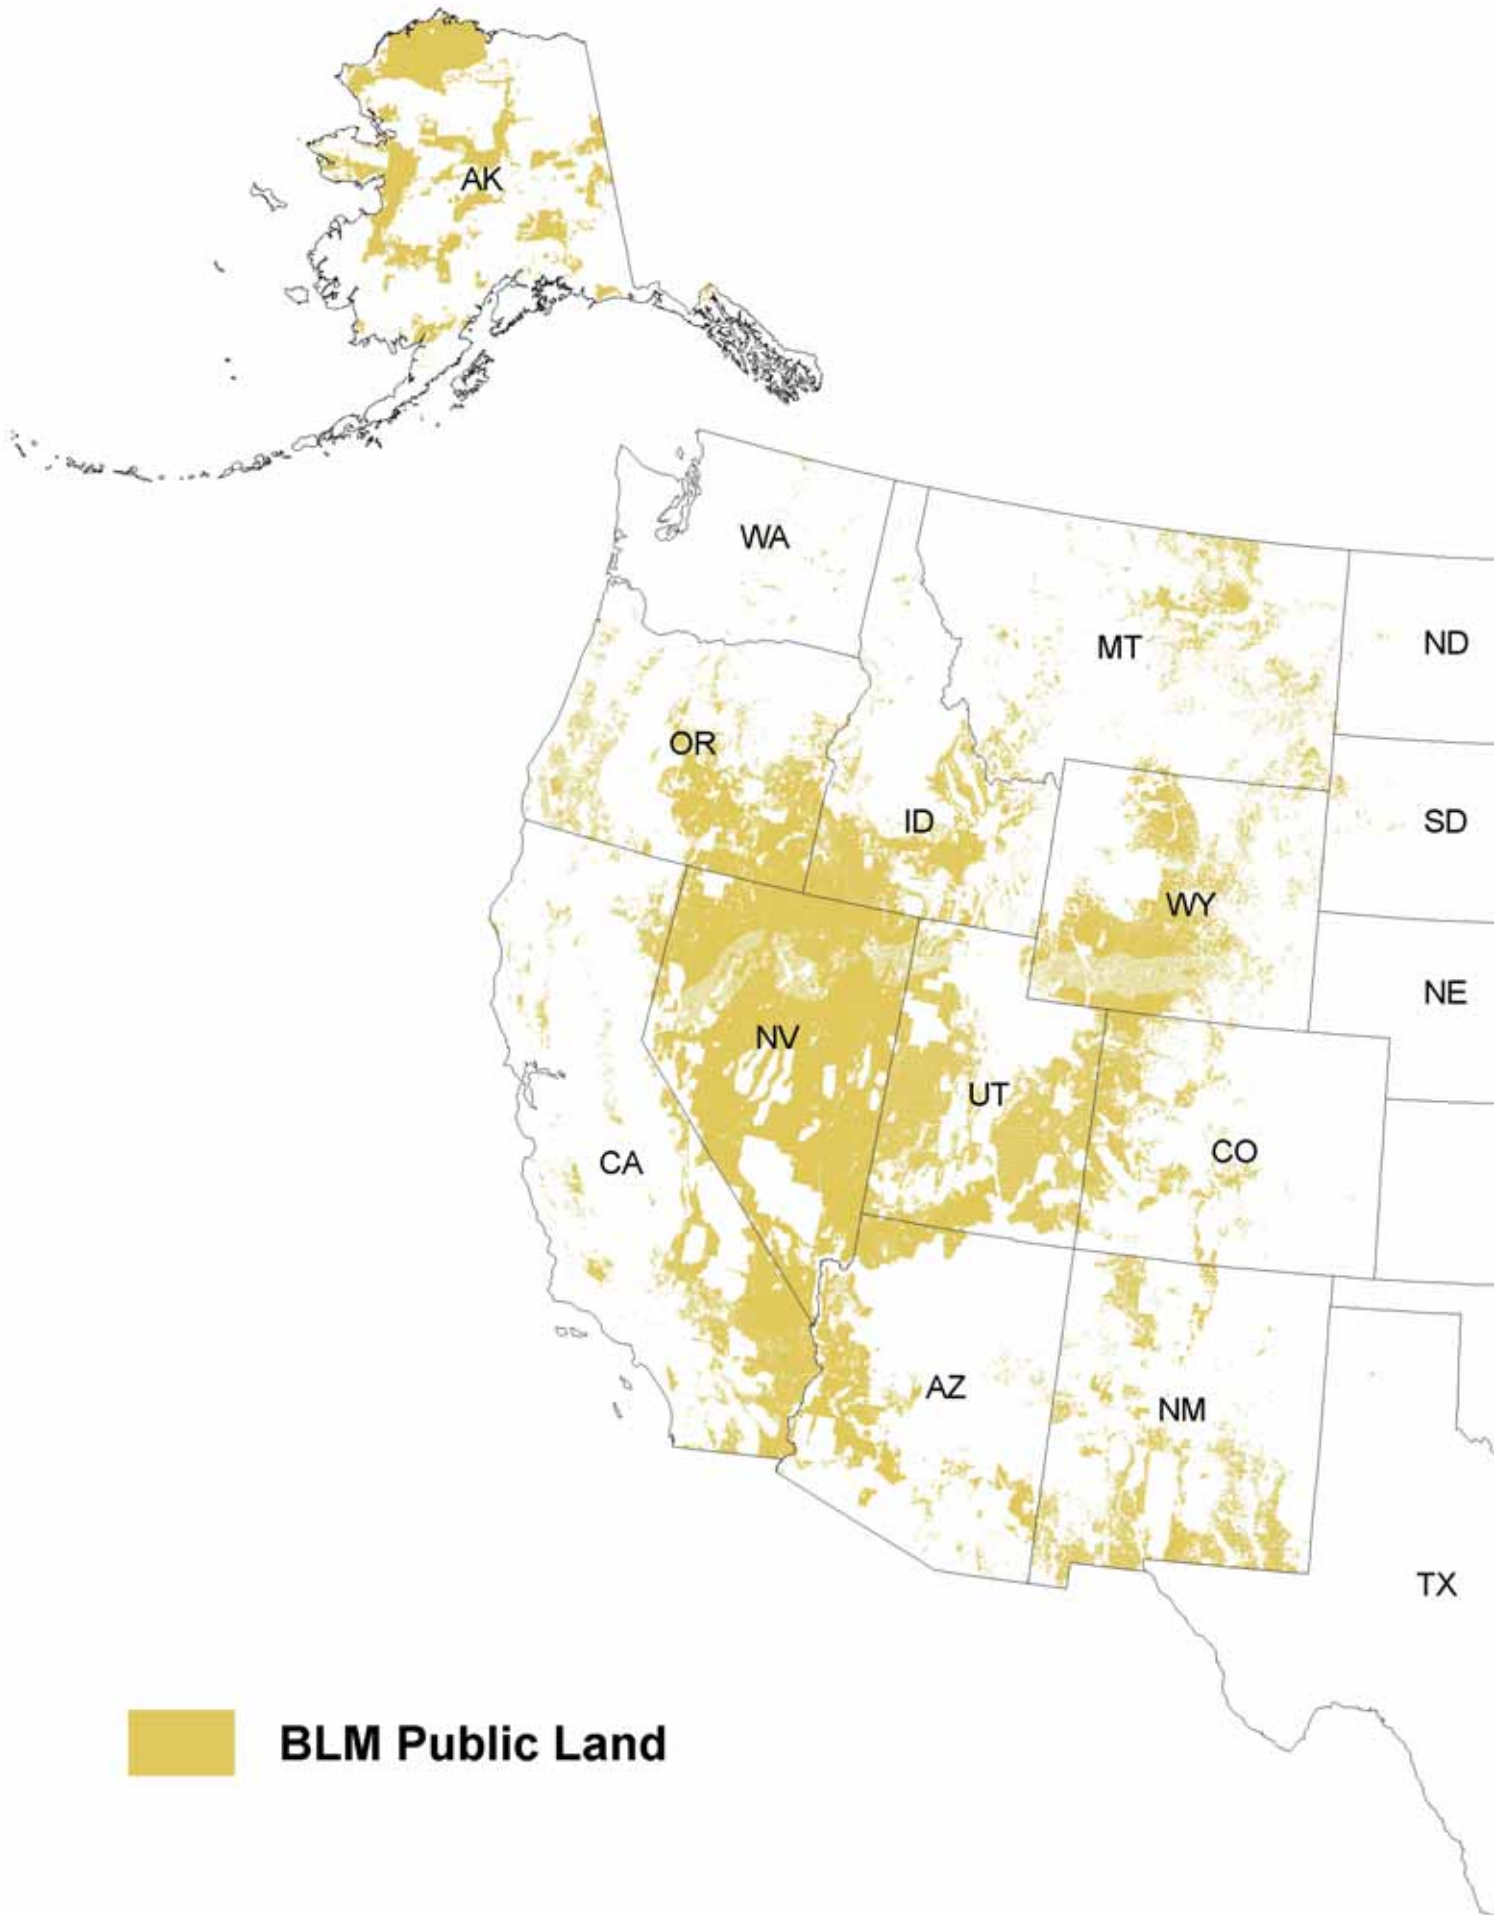 AK
WA
MT
ND
OR
ID
SD
WY
NE
NV
UT
CO
CA
AZ
NM
TX
BLM Public Land